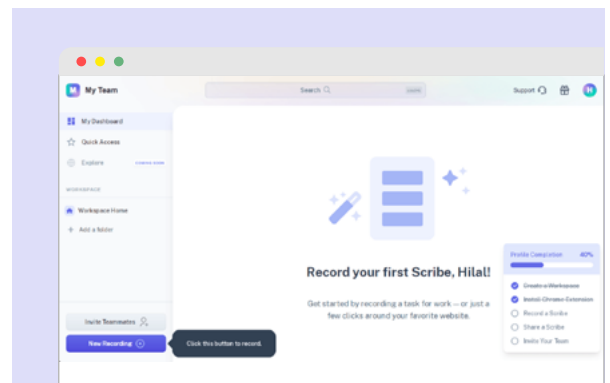 My Team
Search
Support
My Dashboard
Quick Access
Explore
WORKSPACE
Workspace Home
Add a folder
Record your first Scribe, Hilal!
Get started by recording a task for work — or just a
few clicks around your favorite website.
Profile Completion 40%
Create a Workspace
Install Chrome Extension
Record a Scribe
Share a Scribe
Invite Your Team
Invite Teammates
New Recording
Click this button to record.